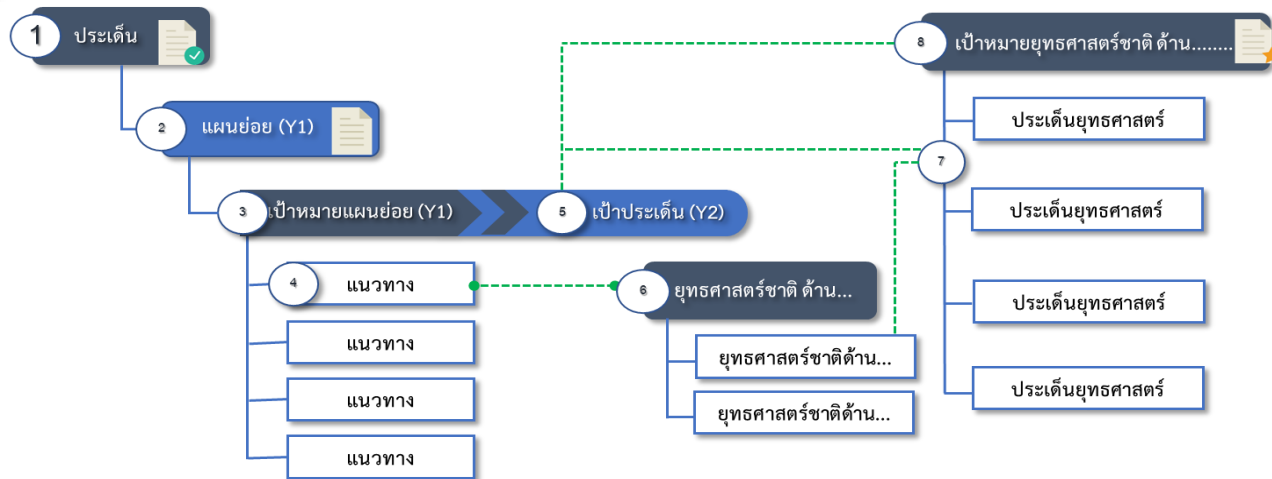 1 ประเด็น
2 แผนย่อย (Y1)
3 เป้าหมายแผนย่อย (Y1)
5 เป้าประเด็น (Y2)
4 แนวทาง
แนวทาง
แนวทาง
แนวทาง
6 ยุทธศาสตร์ชาติ ด้าน...
ยุทธศาสตร์ชาติด้าน...
ยุทธศาสตร์ชาติด้าน...
8 เป้าหมายยุทธศาสตร์ชาติ ด้าน........
ประเด็นยุทธศาสตร์
7
ประเด็นยุทธศาสตร์
ประเด็นยุทธศาสตร์
ประเด็นยุทธศาสตร์